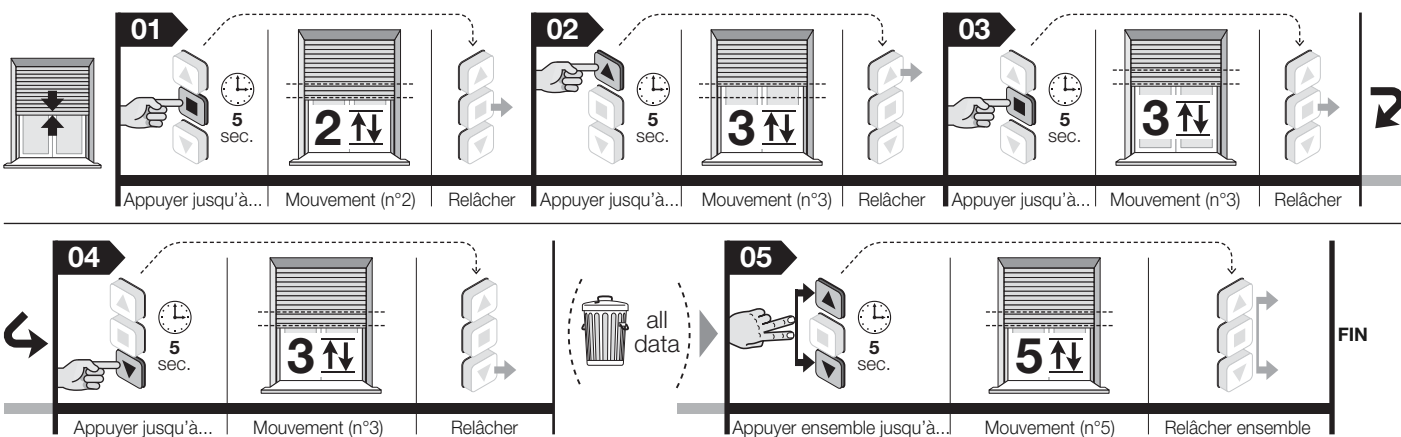 01
5
sec.
2
Appuyer jusqu'à...
Mouvement (n°2)
Relâcher
02
5
sec.
3
Appuyer jusqu'à...
Mouvement (n°3)
Relâcher
03
5
sec.
3
Appuyer jusqu'à...
Mouvement (n°3)
Relâcher
04
5
sec.
3
Appuyer jusqu'à...
Mouvement (n°3)
Relâcher
all
data
05
5
sec.
5
Appuyer ensemble jusqu'à...
Mouvement (n°5)
Relâcher ensemble
FIN